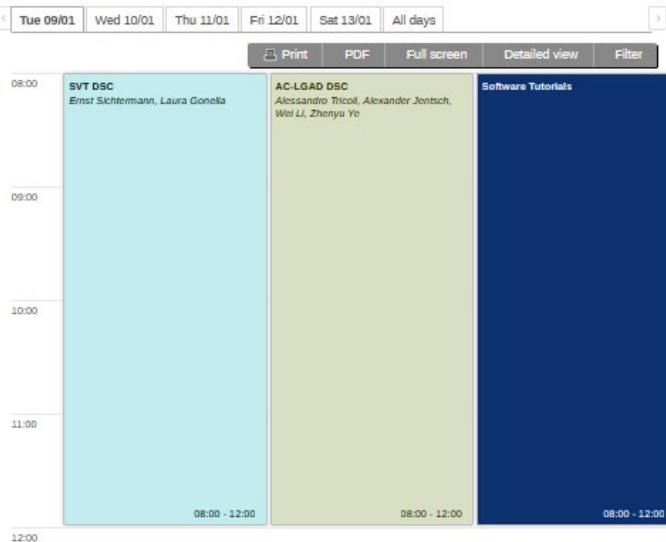 Tue 09/01 Wed 10/01 Thu 11/01 Fri 12/01 Sat 13/01 All days
Print PDF Full screen Detailed view Filter
08:00
SVT DSC
Ernst Sichtermann, Laura Gonella
AC-LGAD DSC
Alessandro Tricoli, Alexander Jentsch,
Wei Li, Zhenyu Ye
Software Tutorials
09:00
10:00
11:00
08:00 - 12:00
08:00 - 12:00
08:00 - 12:00
12:00